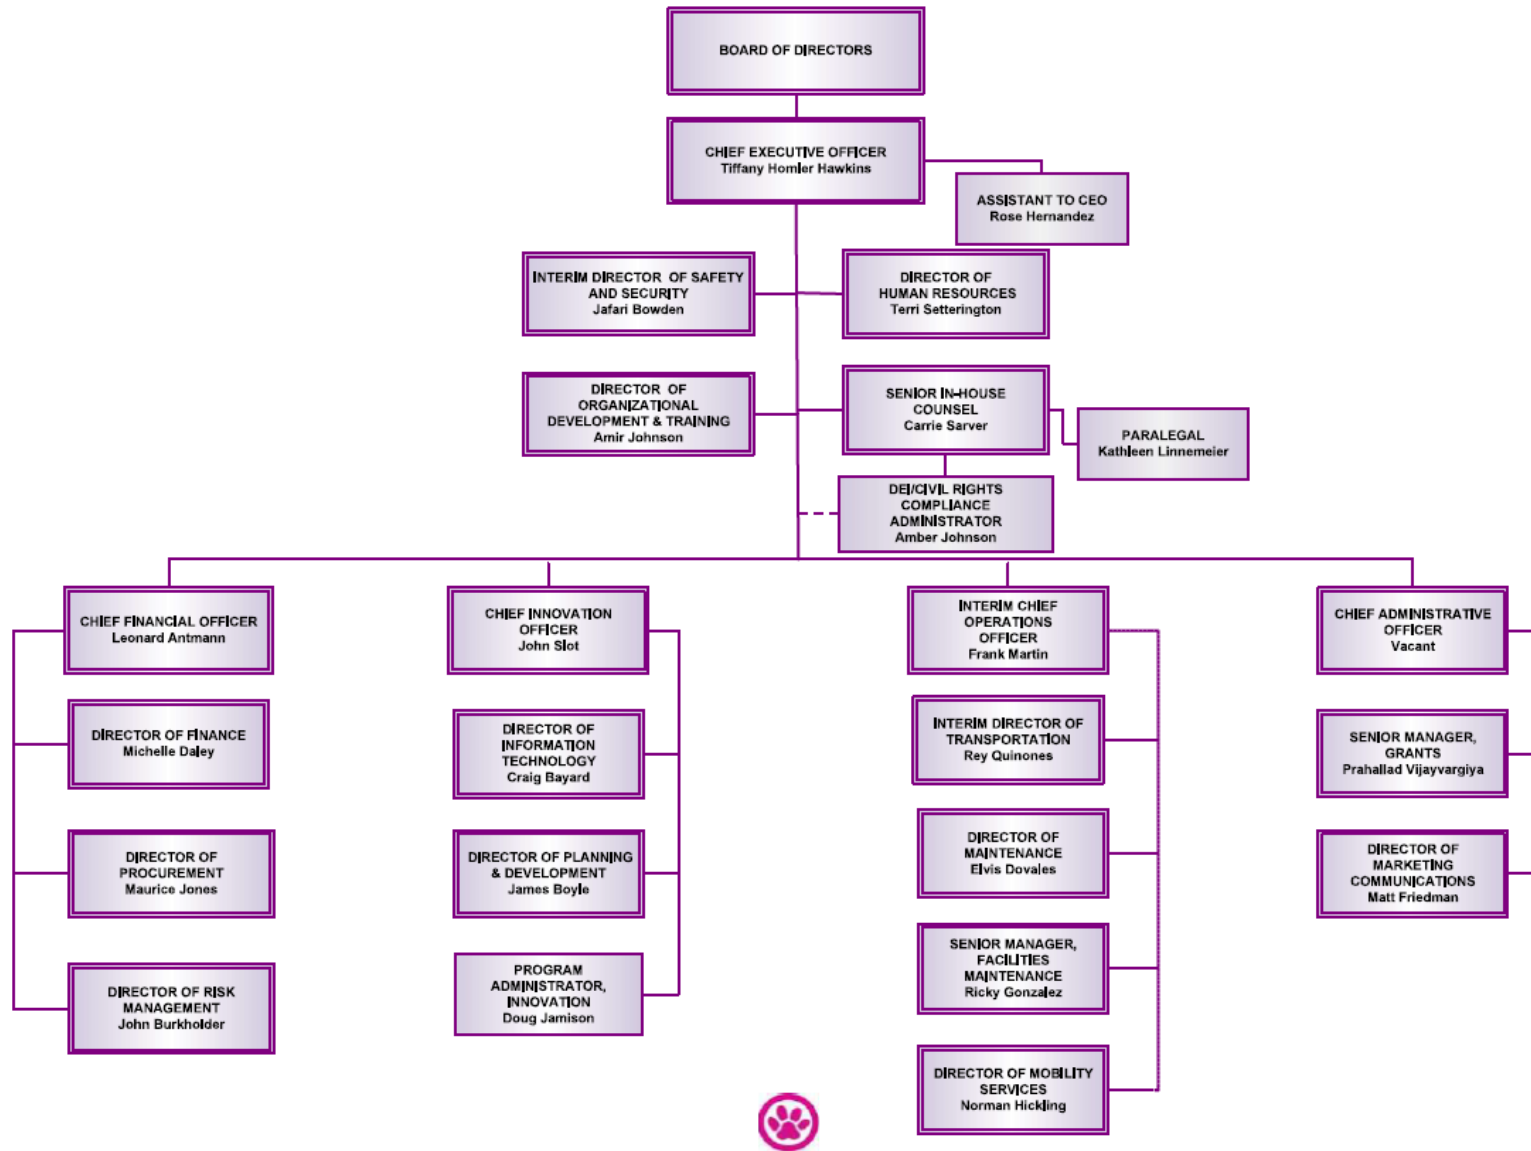 BOARD OF DIRECTORS
CHIEF EXECUTIVE OFFICER
Tiffany Homler Hawkins
ASSISTANT TO CEO
Rose Hernandez
INTERIM DIRECTOR OF SAFETY
AND SECURITY
Jafari Bowden
DIRECTOR OF
HUMAN RESOURCES
Terri Setterington
DIRECTOR OF
ORGANIZATIONAL
DEVELOPMENT & TRAINING
Amir Johnson
SENIOR IN-HOUSE
COUNSEL
Carrie Sarver
PARALEGAL
Kathleen Linnemeier
DEI/CIVIL RIGHTS
COMPLIANCE
ADMINISTRATOR
Amber Johnson
CHIEF FINANCIAL OFFICER
Leonard Antmann
DIRECTOR OF FINANCE
Michelle Daley
DIRECTOR OF
PROCUREMENT
Maurice Jones
DIRECTOR OF RISK
MANAGEMENT
John Burkholder
CHIEF INNOVATION
OFFICER
John Slot
DIRECTOR OF
INFORMATION
TECHNOLOGY
Craig Bayard
DIRECTOR OF PLANNING
& DEVELOPMENT
James Boyle
PROGRAM
ADMINISTRATOR,
INNOVATION
Doug Jamison
INTERIM CHIEF
OPERATIONS
OFFICER
Frank Martin
INTERIM DIRECTOR OF
TRANSPORTATION
Rey Quinones
DIRECTOR OF
MAINTENANCE
Elvis Dovales
SENIOR MANAGER,
FACILITIES
MAINTENANCE
Ricky Gonzalez
DIRECTOR OF MOBILITY
SERVICES
Norman Hickling
CHIEF ADMINISTRATIVE
OFFICER
Vacant
SENIOR MANAGER,
GRANTS
Prahallad Vijayvargiya
DIRECTOR OF
MARKETING
COMMUNICATIONS
Matt Friedman